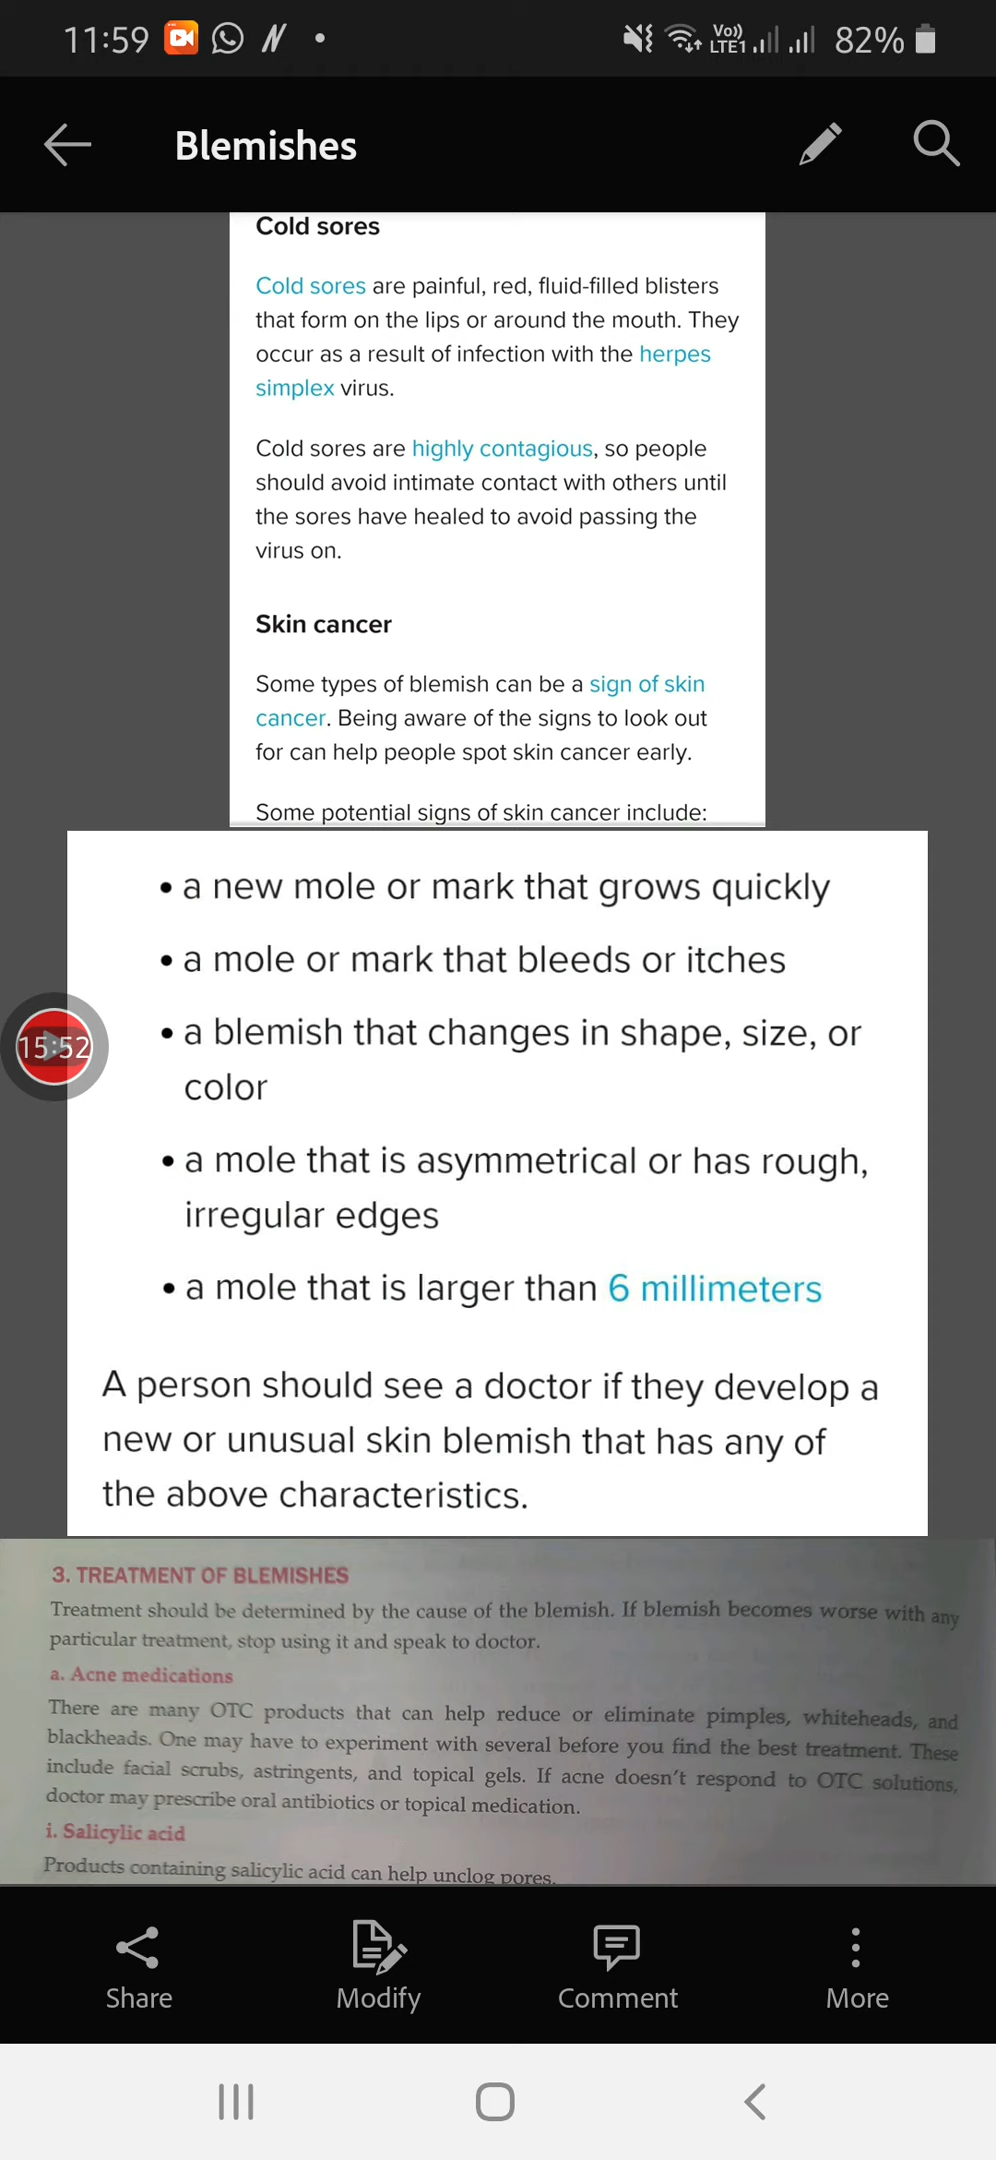 11:59
Vo))
LTE1
82%
Blemishes
Cold sores
Cold sores are painful, red, fluid-filled blisters
that form on the lips or around the mouth. They
occur as a result of infection with the herpes
simplex virus.
Cold sores are highly contagious, so people
should avoid intimate contact with others until
the sores have healed to avoid passing the
virus on.
Skin cancer
Some types of blemish can be a sign of skin
cancer. Being aware of the signs to look out
for can help people spot skin cancer early.
Some potential signs of skin cancer include:
• a new mole or mark that grows quickly
• a mole or mark that bleeds or itches
15:52
• a blemish that changes in shape, size, or
color
• a mole that is asymmetrical or has rough,
irregular edges
• a mole that is larger than 6 millimeters
A person should see a doctor if they develop a
new or unusual skin blemish that has any of
the above characteristics.
3. TREATMENT OF BLEMISHES
Treatment should be determined by the cause of the blemish. If blemish becomes worse with any
particular treatment, stop using it and speak to doctor.
a. Acne medications
There are many OTC products that can help reduce or eliminate pimples, whiteheads, and
blackheads. One may have to experiment with several before you find the best treatment. These
include facial scrubs, astringents, and topical gels. If acne doesn't respond to OTC solutions,
doctor may prescribe oral antibiotics or topical medication.
i. Salicylic acid
Products containing salicylic acid can help unclog pores.
Share
Modify
Comment
More